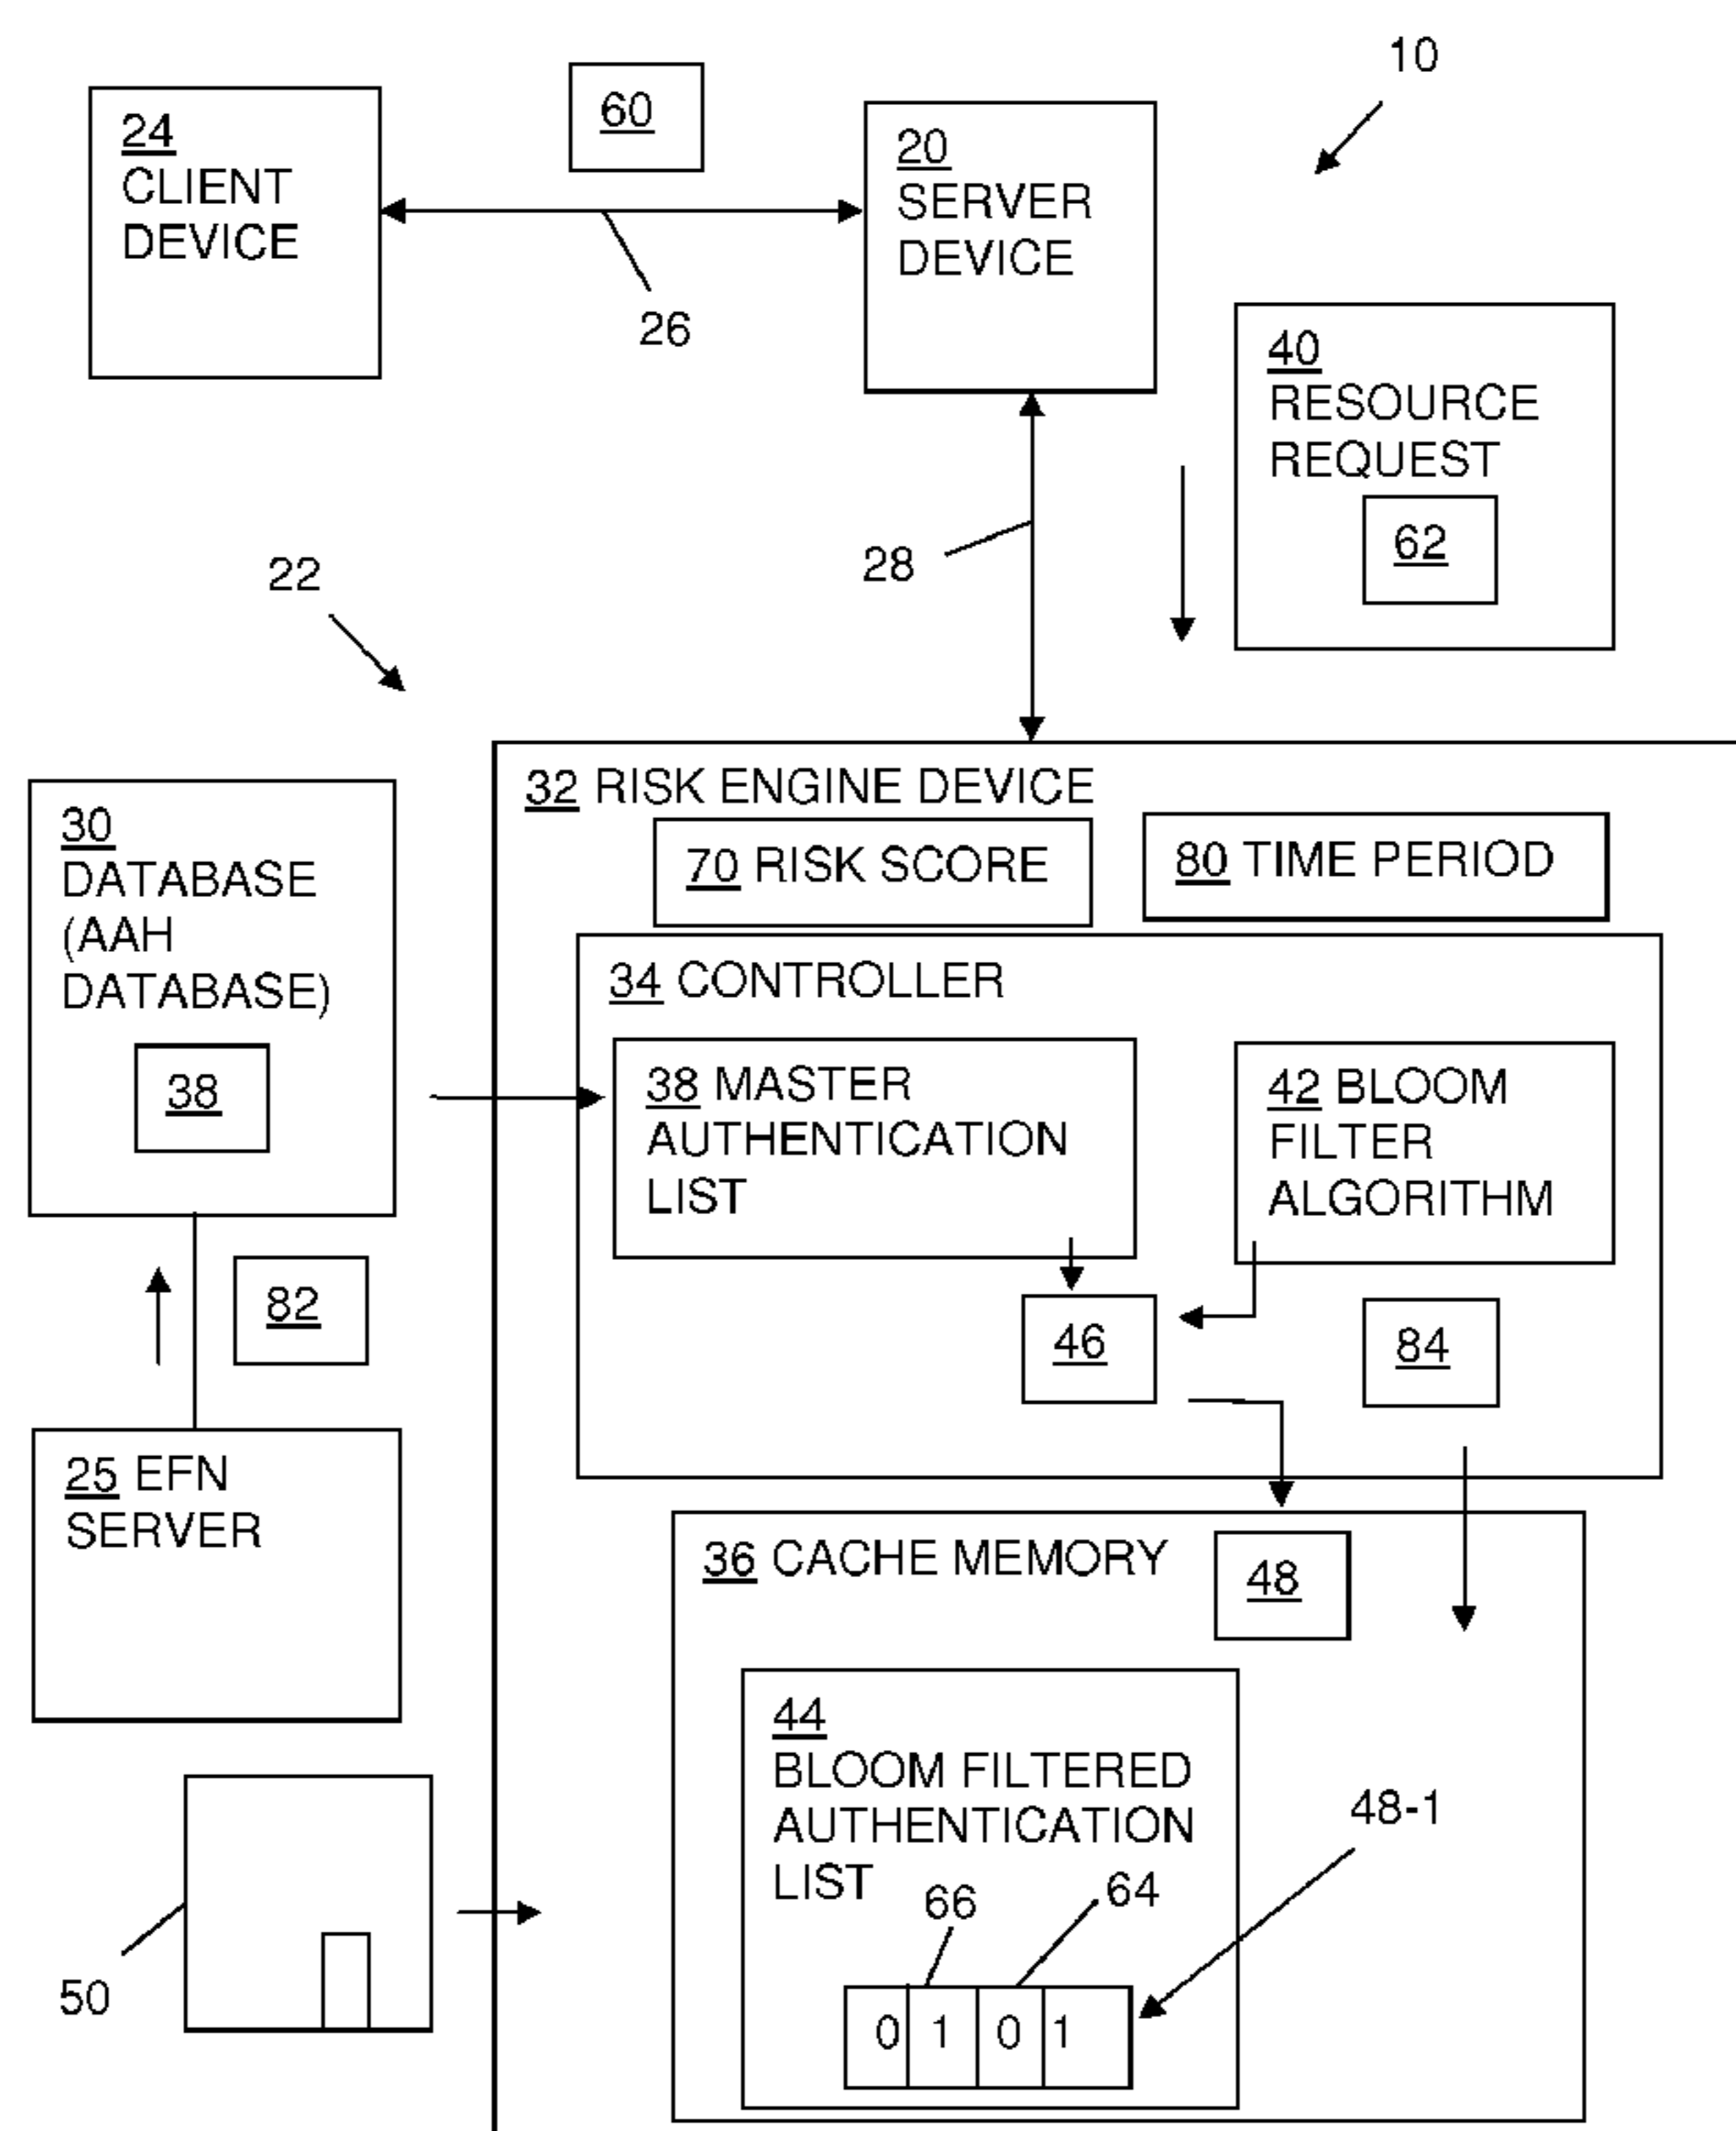 10
60
24
CLIENT
DEVICE
20
SERVER
DEVICE
26
40
RESOURCE
REQUEST
62
28
22
32 RISK ENGINE DEVICE
70 RISK SCORE
80 TIME PERIOD
30
DATABASE
(AAH
DATABASE)
38
34 CONTROLLER
38 MASTER
AUTHENTICATION
LIST
42 BLOOM
FILTER
ALGORITHM
82
46
84
25 EFN
SERVER
36 CACHE MEMORY
48
44
BLOOM FILTERED
AUTHENTICATION
LIST
48-1
66
64
50
0 1 0 1